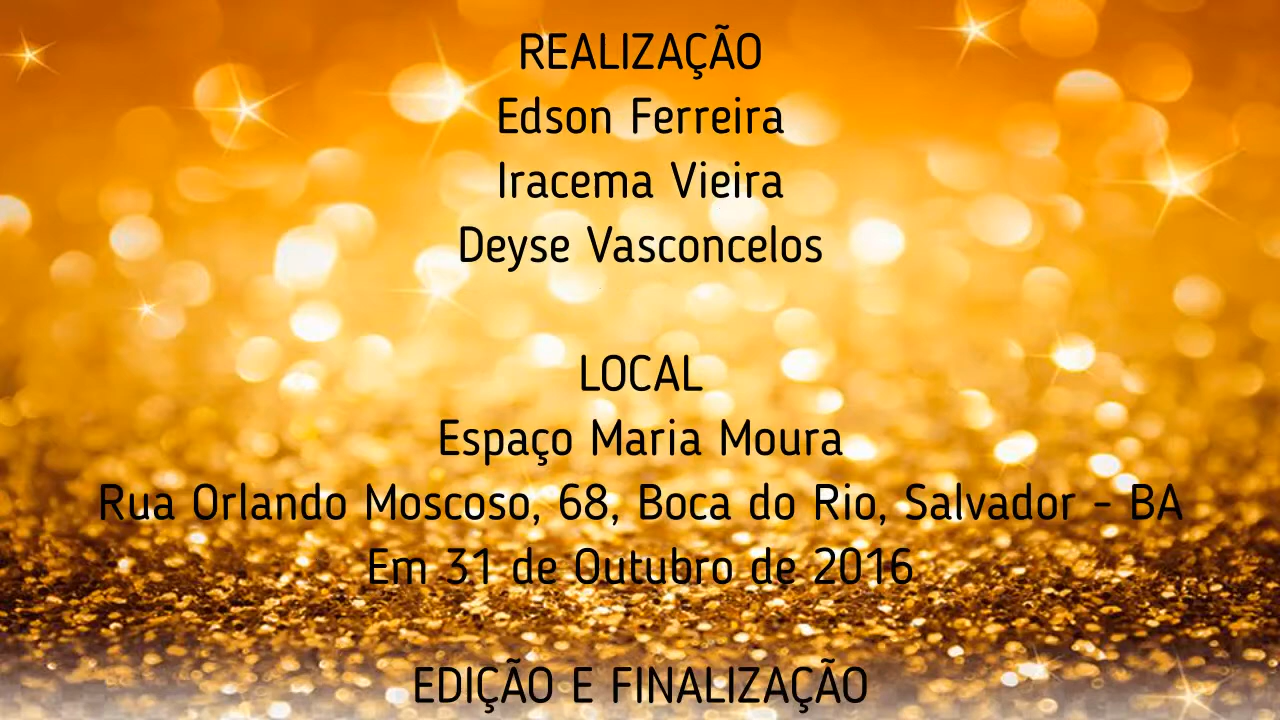 REALIZAÇÃO
Edson Ferreira
Iracema Vieira
Deyse Vasconcelos
LOCAL
Espaço Maria Moura
Rua Orlando Moscoso, 68, Boca do Rio, Salvador - BA
Em 31 de Outubro de 2016
EDIÇÃO E FINALIZAÇÃO